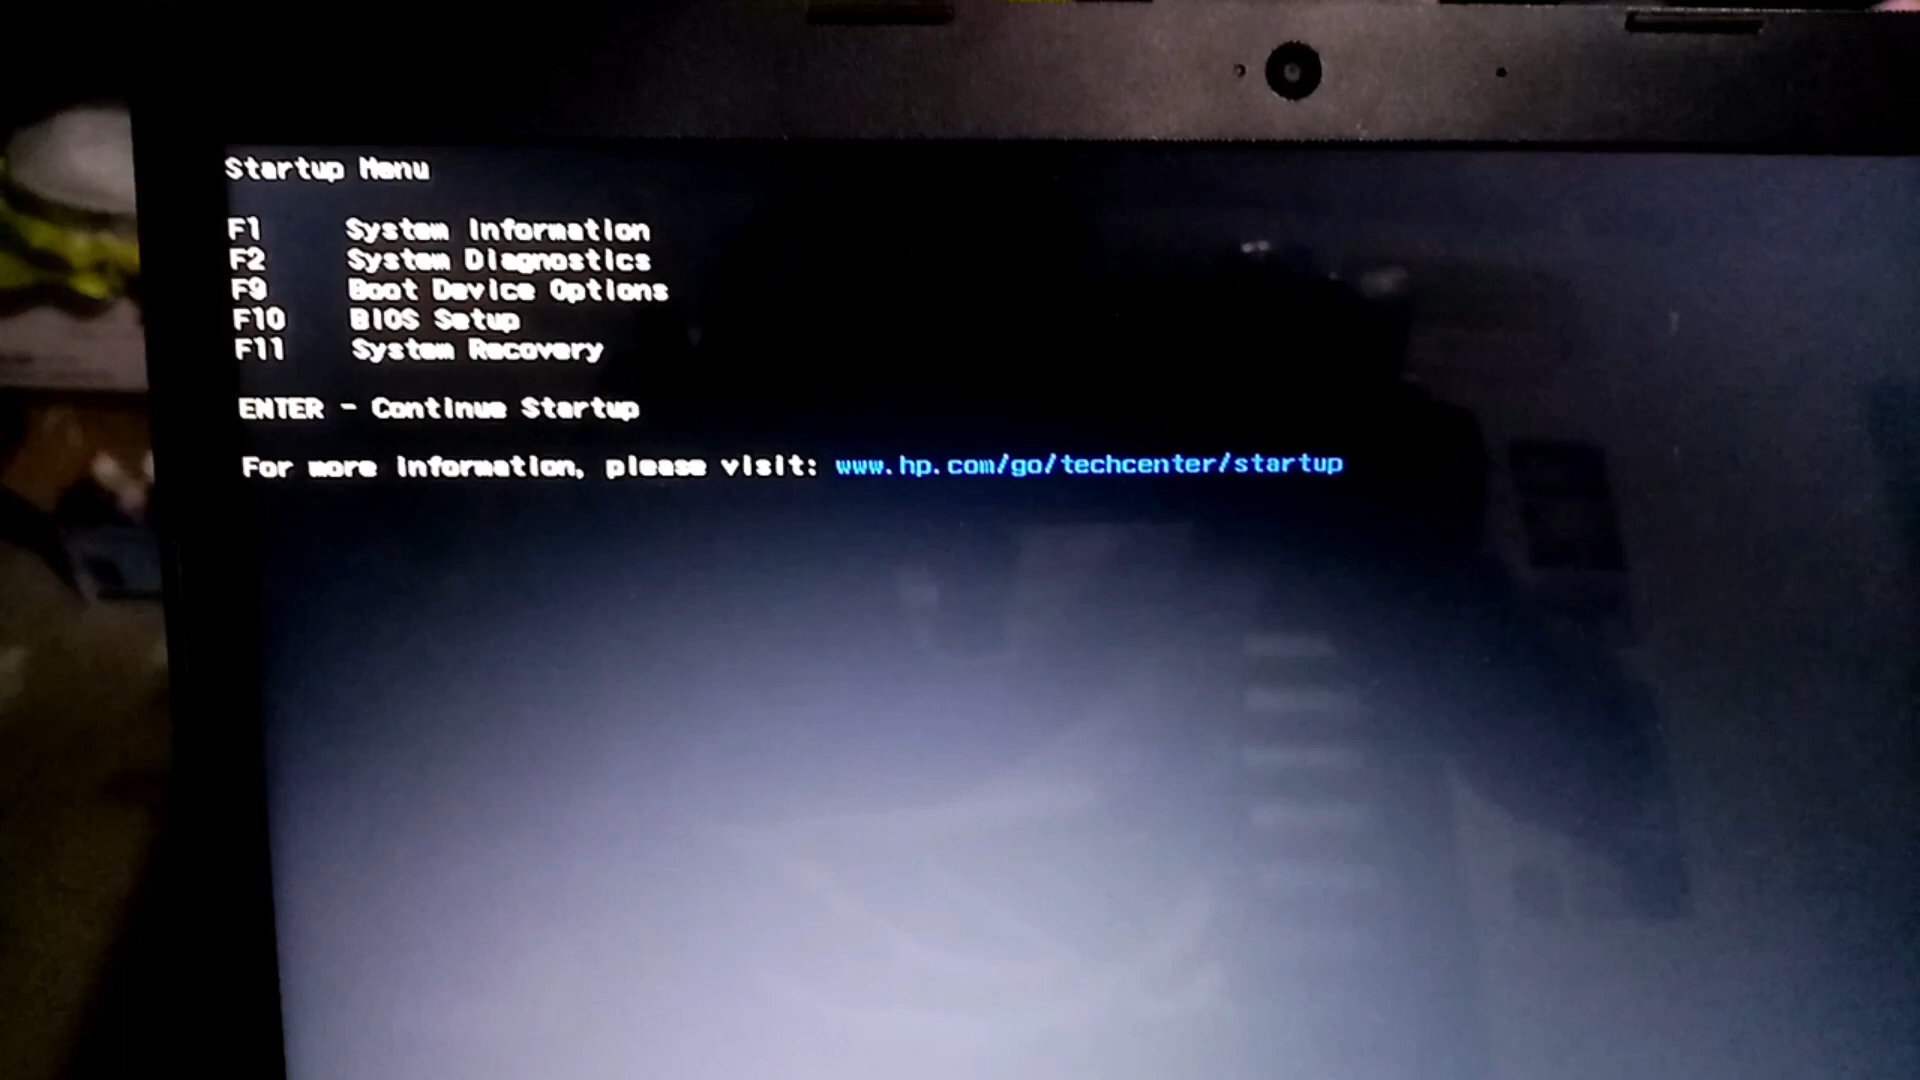 Startup Menu
F1 System Information
F2 System Diagnostics
F9 Boot Device Options
F10 BIOS Setup
F11 System Recovery
ENTER - Continue Startup
For more information, please visit: www.hp.com/go/techcenter/startup